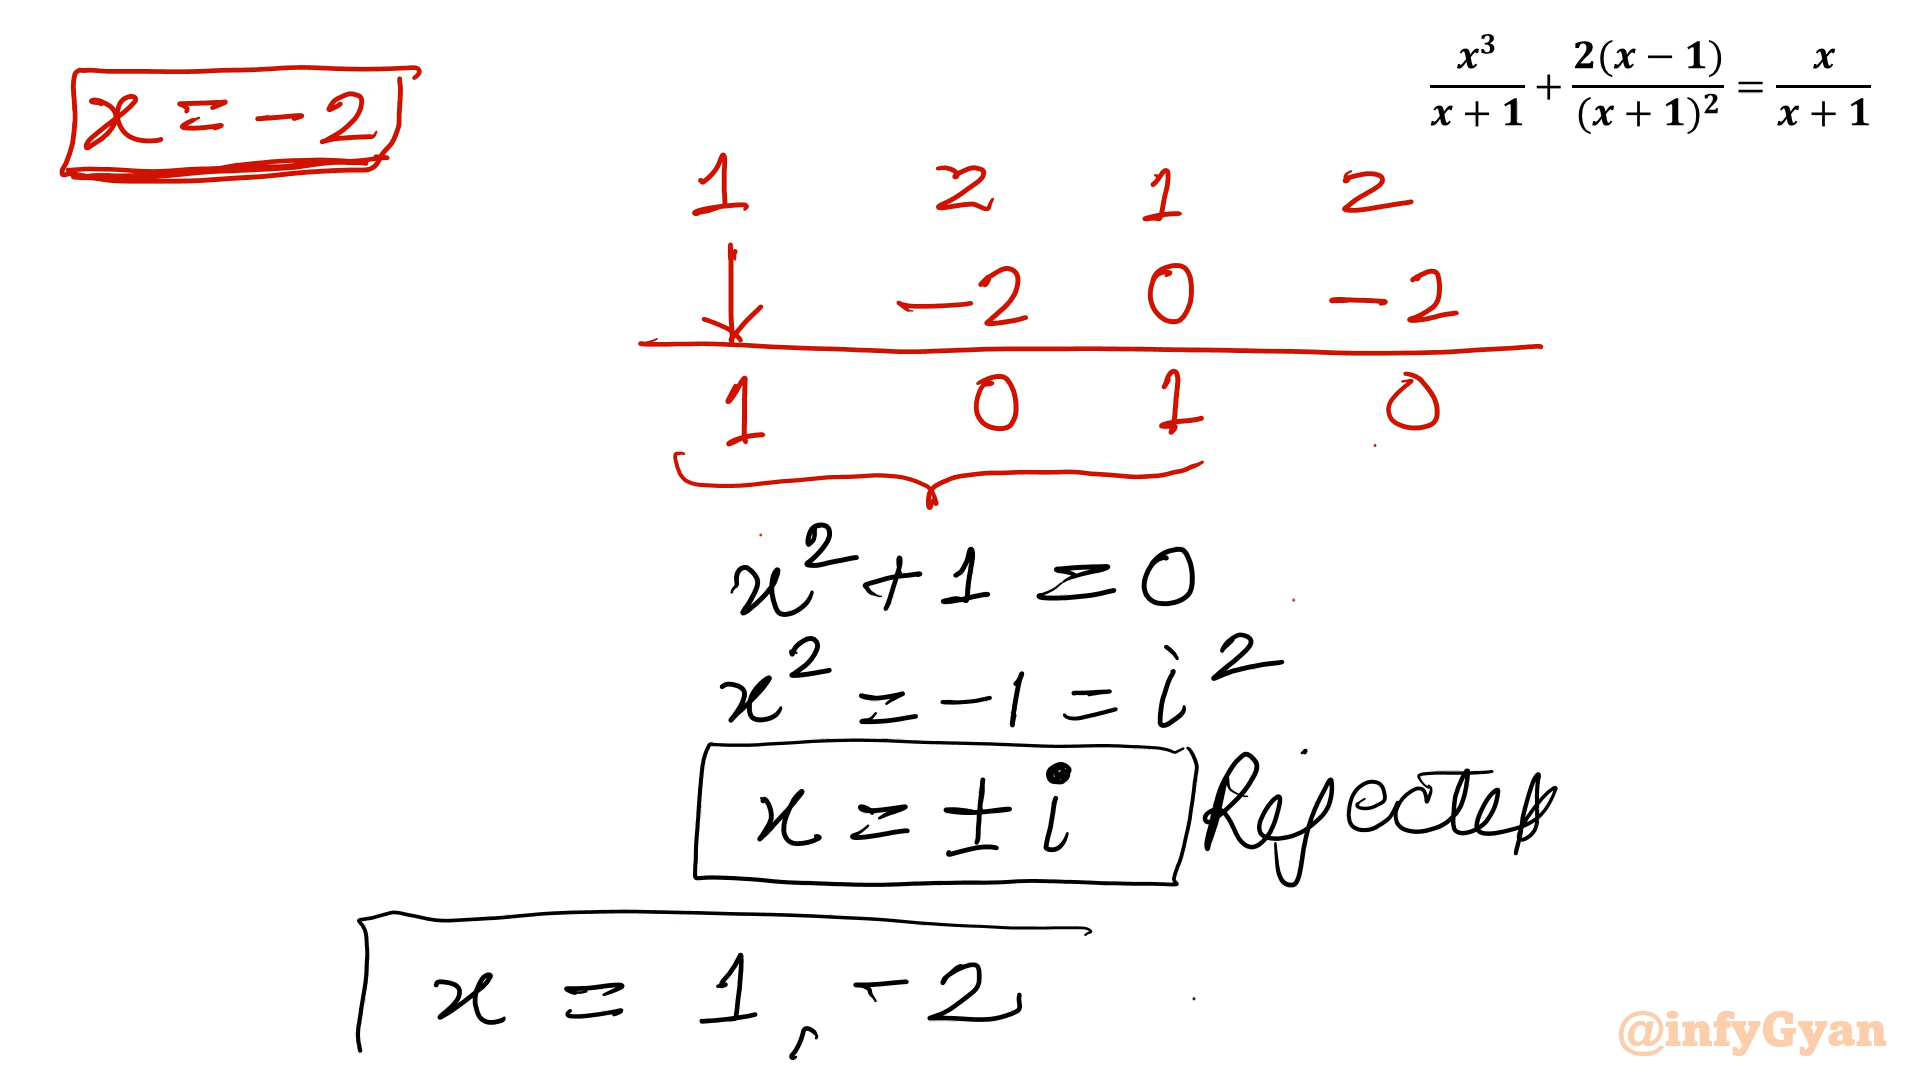 x = -2
x³/(x + 1) + 2(x − 1)/(x + 1)² = x/(x + 1)
1 2 1 2
-2 0 -2
1 0 1 0
x² + 1 = 0
x² = -1 = i²
x = ± i Rejected
x = 1, -2
@infyGyan